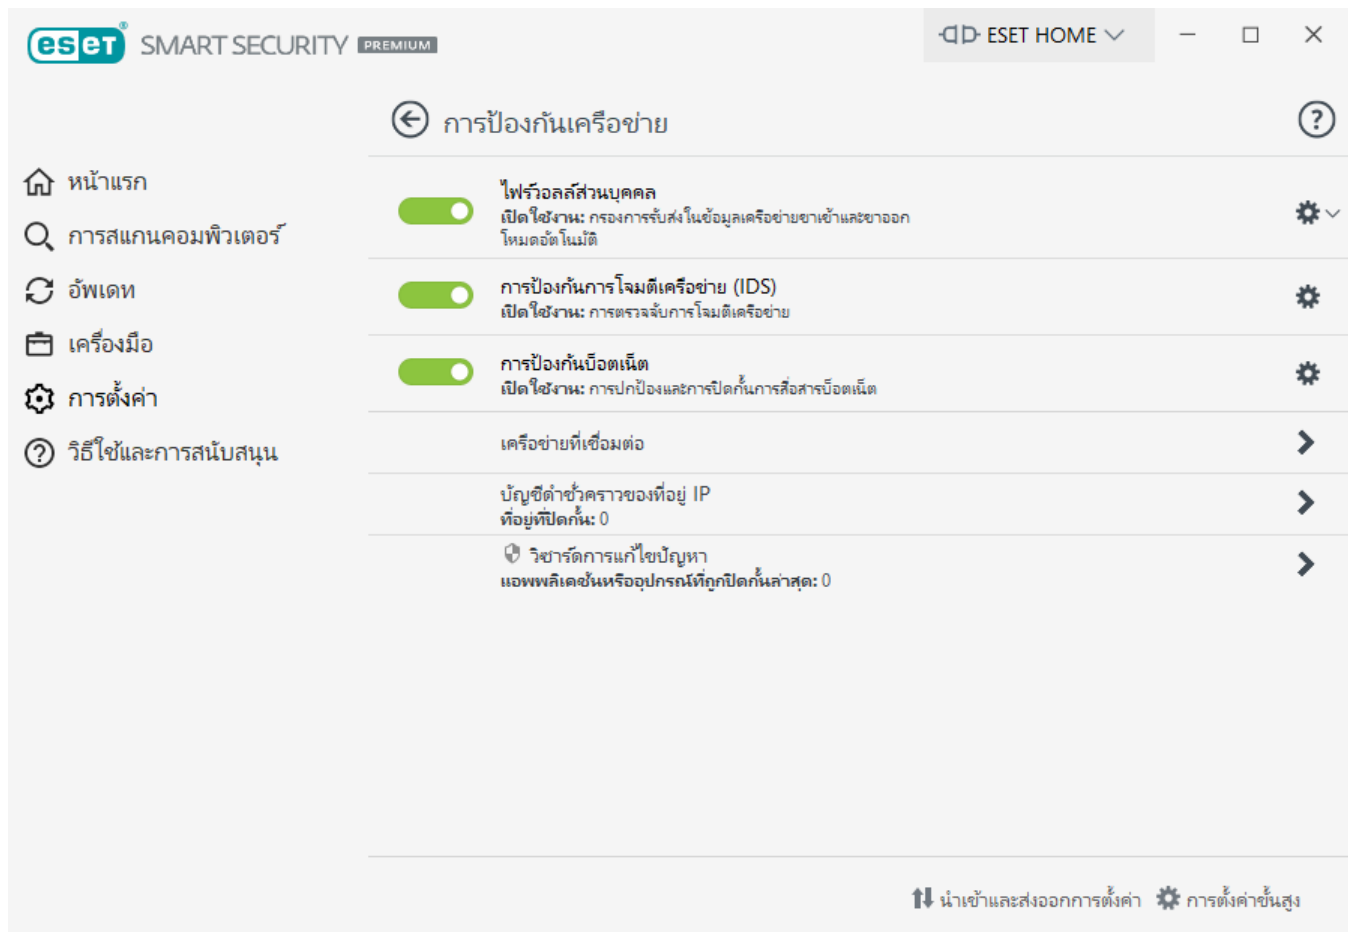 eset® SMART SECURITY PREMIUM
ESET HOME
การป้องกันเครือข่าย
หน้าแรก
การสแกนคอมพิวเตอร์
อัพเดท
เครื่องมือ
การตั้งค่า
วิธีใช้และการสนับสนุน
ไฟร์วอลล์ส่วนบุคคล
เปิดใช้งาน: กรองการรับส่งในข้อมูลเครือข่ายขาเข้าและขาออก
โหมดอัตโนมัติ
การป้องกันการโจมตีเครือข่าย (IDS)
เปิดใช้งาน: การตรวจจับการโจมตีเครือข่าย
การป้องกันบ็อตเน็ต
เปิดใช้งาน: การปกป้องและการปิดกั้นการสื่อสารบ็อตเน็ต
เครือข่ายที่เชื่อมต่อ
บัญชีดำชั่วคราวของที่อยู่ IP
ที่อยู่ที่ปิดกั้น: 0
วิซาร์ดการแก้ไขปัญหา
แอพพลิเคชันหรืออุปกรณ์ที่ถูกปิดกั้นล่าสุด: 0
นำเข้าและส่งออกการตั้งค่า
การตั้งค่าขั้นสูง